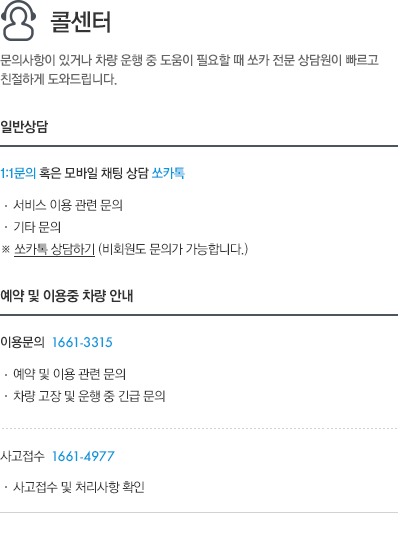 콜센터
문의사항이 있거나 차량 운행 중 도움이 필요할 때 쏘카 전문 상담원이 빠르고
친절하게 도와드립니다.
일반상담
1:1문의 혹은 모바일 채팅 상담 쏘카톡
· 서비스 이용 관련 문의
· 기타 문의
※ 쏘카톡 상담하기 (비회원도 문의가 가능합니다.)
예약 및 이용중 차량 안내
이용문의 1661-3315
· 예약 및 이용 관련 문의
· 차량 고장 및 운행 중 긴급 문의
사고접수 1661-4977
· 사고접수 및 처리사항 확인